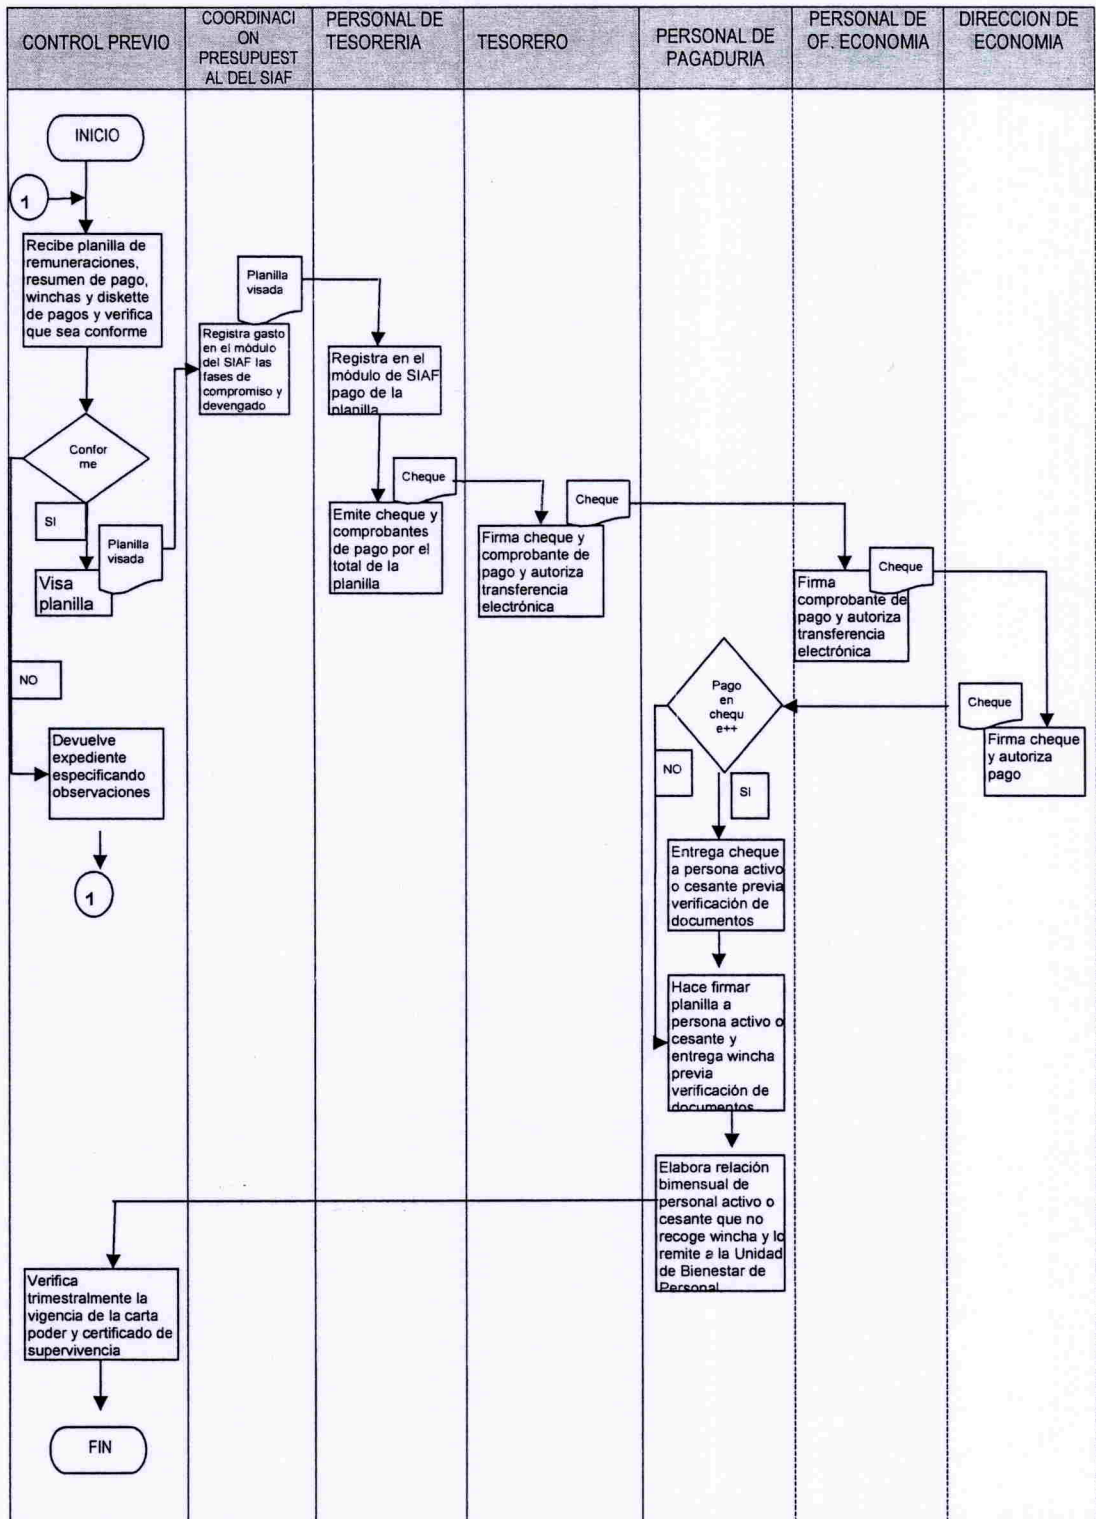 CONTROL PREVIO
COORDINACI
ON
PRESUPUEST
AL DEL SIAF
PERSONAL DE
TESORERIA
TESORERO
PERSONAL DE
PAGADURIA
PERSONAL DE
OF. ECONOMIA
DIRECCION DE
ECONOMIA
INICIO
1
Recibe planilla de
remuneraciones,
resumen de pago,
winchas y diskette
de pagos y verifica
que sea conforme
Confor
me
SI
Planilla
visada
Visa
planilla
NO
Devuelve
expediente
especificando
observaciones
1
Planilla
visada
Registra gasto
en el módulo
del SIAF las
fases de
compromiso y
devengado
Registra en el
módulo de SIAF
pago de la
planilla
Cheque
Emite cheque y
comprobantes
de pago por el
total de la
planilla
Cheque
Firma cheque y
comprobante de
pago y autoriza
transferencia
electrónica
Cheque
Firma
comprobante de
pago y autoriza
transferencia
electrónica
Cheque
Firma cheque
y autoriza
pago
Pago
en
chequ
e++
NO
SI
Entrega cheque
a persona activo
o cesante previa
verificación de
documentos
Hace firmar
planilla a
persona activo o
cesante y
entrega wincha
previa
verificación de
documentos
Elabora relación
bimensual de
personal activo o
cesante que no
recoge wincha y lo
remite a la Unidad
de Bienestar de
Personal.
Verifica
trimestralmente la
vigencia de la carta
poder y certificado de
supervivencia
FIN